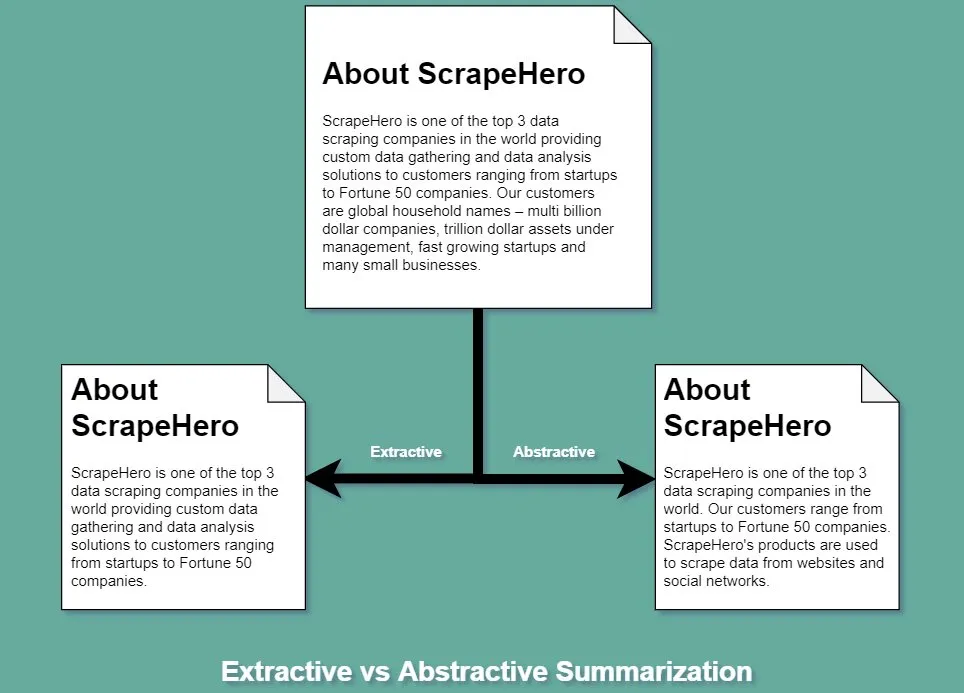 About ScrapeHero
ScrapeHero is one of the top 3 data
scraping companies in the world providing
custom data gathering and data analysis
solutions to customers ranging from startups
to Fortune 50 companies. Our customers
are global household names – multi billion
dollar companies, trillion dollar assets under
management, fast growing startups and
many small businesses.
Extractive
Abstractive
About
ScrapeHero
ScrapeHero is one of the top 3
data scraping companies in the
world providing custom data
gathering and data analysis
solutions to customers ranging
from startups to Fortune 50
companies.
About
ScrapeHero
ScrapeHero is one of the top 3
data scraping companies in the
world. Our customers range from
startups to Fortune 50 companies.
ScrapeHero's products are used
to scrape data from websites and
social networks.
Extractive vs Abstractive Summarization